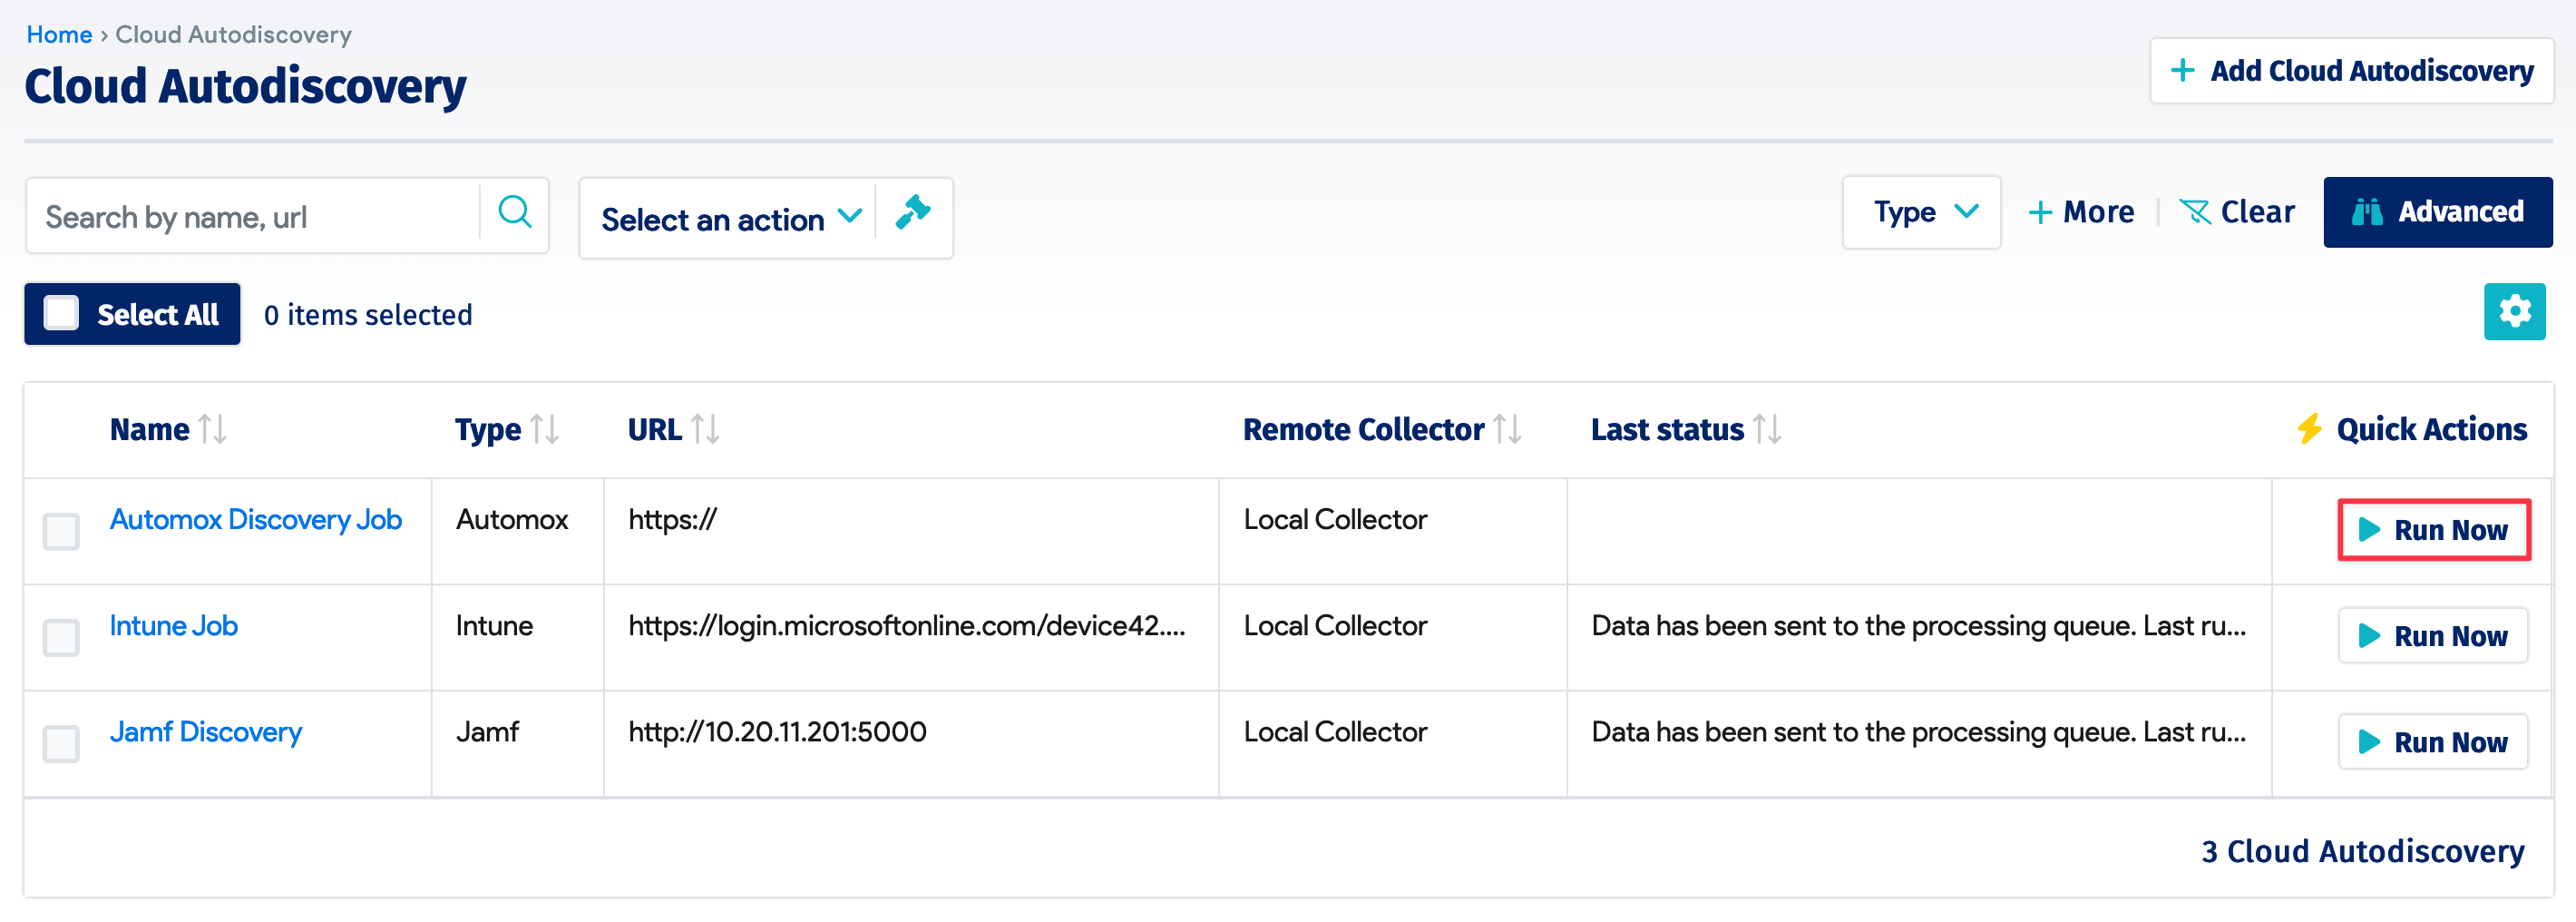 Home › Cloud Autodiscovery
Cloud Autodiscovery
+ Add Cloud Autodiscovery
Search by name, url
Select an action
Type
+ More
Clear
Advanced
Select All
0 items selected
Name Type URL Remote Collector Last status Quick Actions
Automox Discovery Job Automox https:// Local Collector Run Now
Intune Job Intune https://login.microsoftonline.com/device42.... Local Collector Data has been sent to the processing queue. Last ru... Run Now
Jamf Discovery Jamf http://10.20.11.201:5000 Local Collector Data has been sent to the processing queue. Last ru... Run Now
3 Cloud Autodiscovery